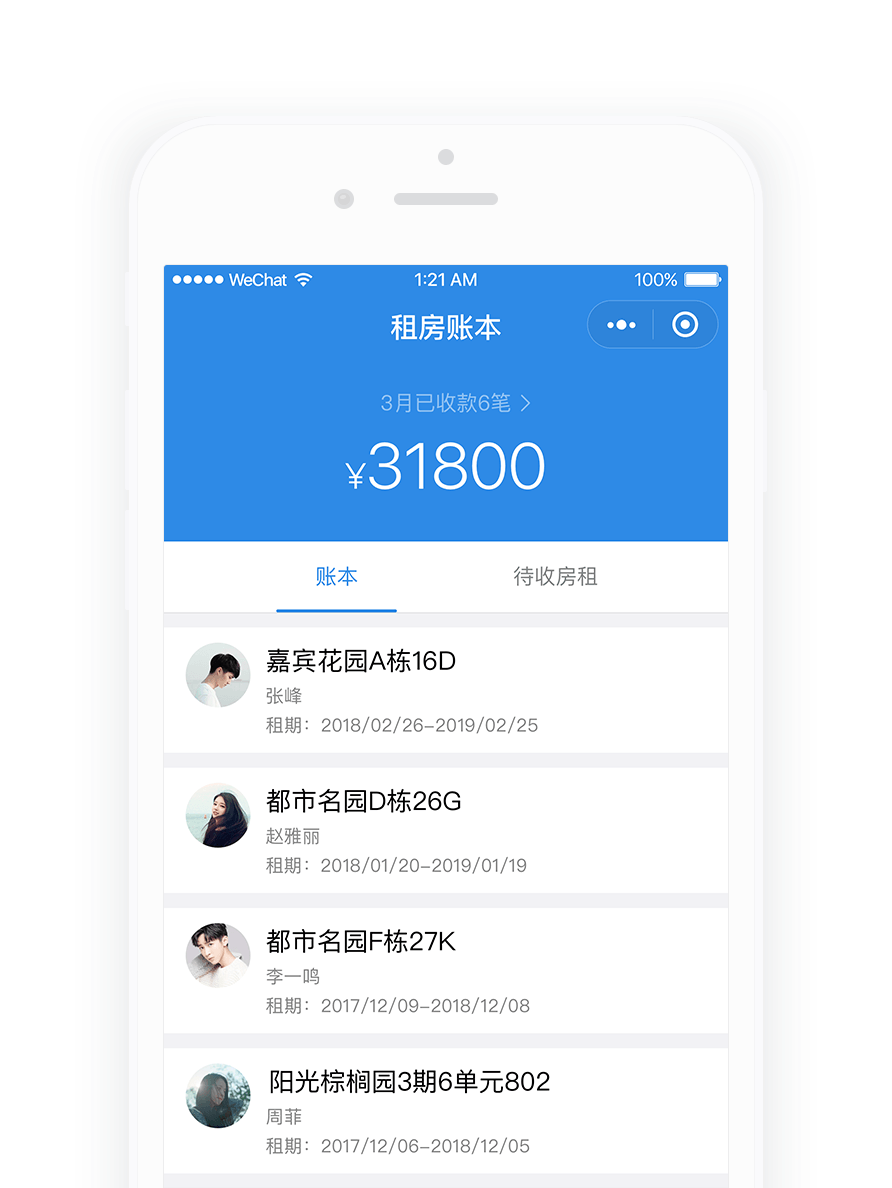 WeChat 1:21 AM 100%
租房账本
3月已收款6笔
¥31800
账本 待收房租
嘉宾花园A栋16D
张峰
租期：2018/02/26-2019/02/25
都市名园D栋26G
赵雅丽
租期：2018/01/20-2019/01/19
都市名园F栋27K
李一鸣
租期：2017/12/09-2018/12/08
阳光棕榈园3期6单元802
周菲
租期：2017/12/06-2018/12/05